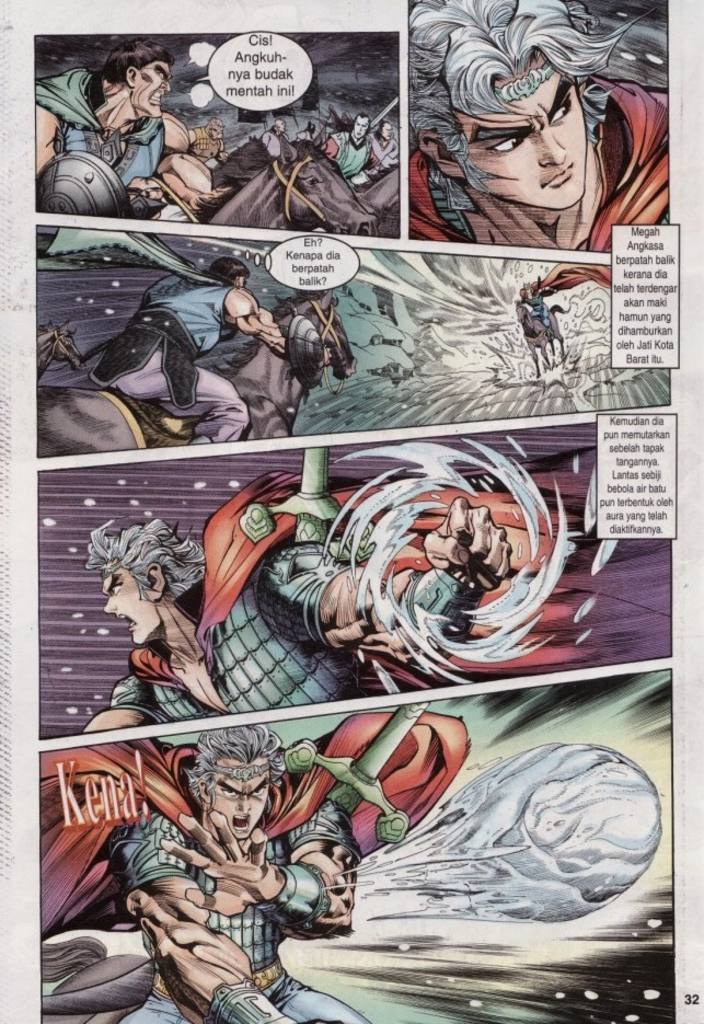 Cis!
Angkuh-
nya budak
mentah ini!
Eh?
Kenapa dia
berpatah
balik?
Megah
Angkasa
berpatah balik
kerana dia
telah terdengar
akan maki
hamun yang
dihamburkan
oleh Jati Kota
Barat itu.
Kemudian dia
pun memutarkan
sebelah tapak
tangannya.
Lantas sebiji
bebola air batu
pun terbentuk oleh
aura yang telah
diaktifkannya.
Kena!
32